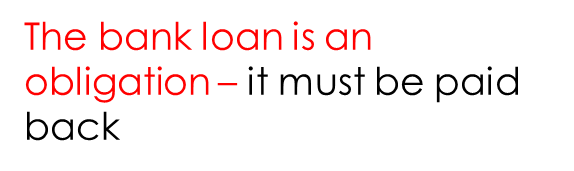 The bank loan is an
obligation – it must be paid
back